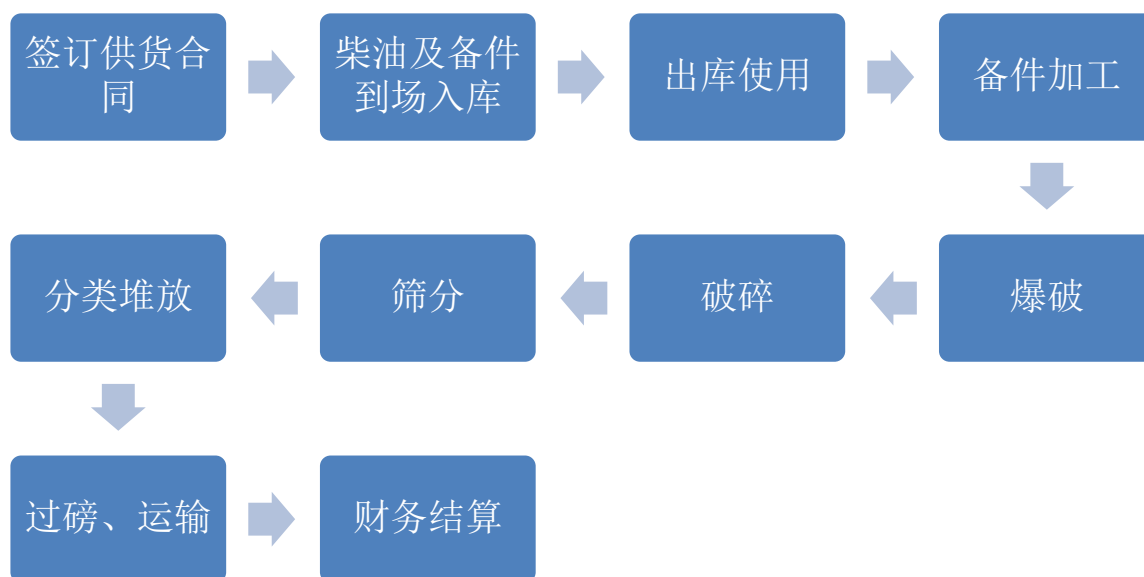 签订供货合
同
柴油及备件
到场入库
出库使用
备件加工
爆破
破碎
筛分
分类堆放
过磅、运输
财务结算